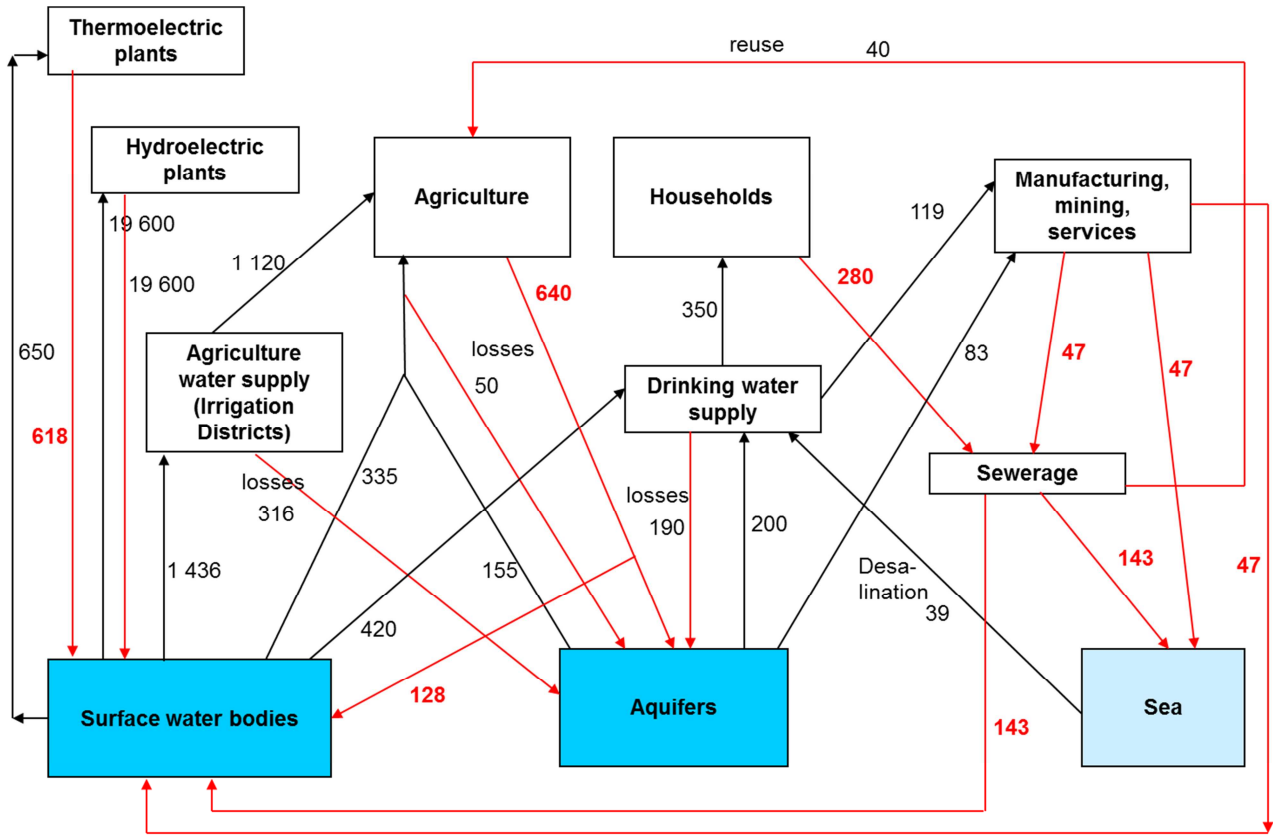 Thermoelectric
plants
reuse
40
Hydroelectric
plants
Agriculture
Households
Manufacturing,
mining,
services
19 600
119
1 120
19 600
640
280
350
650
losses
50
83
47
47
Agriculture
water supply
(Irrigation
Districts)
Drinking water
supply
618
losses
316
335
losses
190
200
Sewerage
1 436
155
Desa-
lination
39
143
47
420
128
143
Surface water bodies
Aquifers
Sea